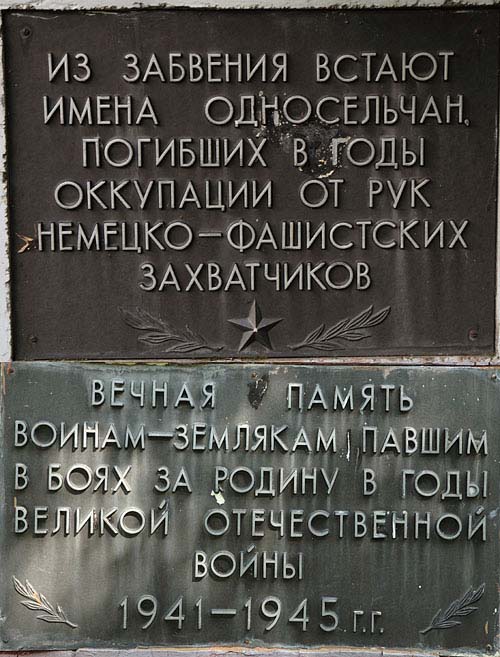 ИЗ ЗАБВЕНИЯ ВСТАЮТ
ИМЕНА ОДНОСЕЛЬЧАН,
ПОГИБШИХ В ГОДЫ
ОККУПАЦИИ ОТ РУК
НЕМЕЦКО–ФАШИСТСКИХ
ЗАХВАТЧИКОВ
ВЕЧНАЯ ПАМЯТЬ
ВОИНАМ–ЗЕМЛЯКАМ, ПАВШИМ
В БОЯХ ЗА РОДИНУ В ГОДЫ
ВЕЛИКОЙ ОТЕЧЕСТВЕННОЙ
ВОЙНЫ
1941–1945 г.г.